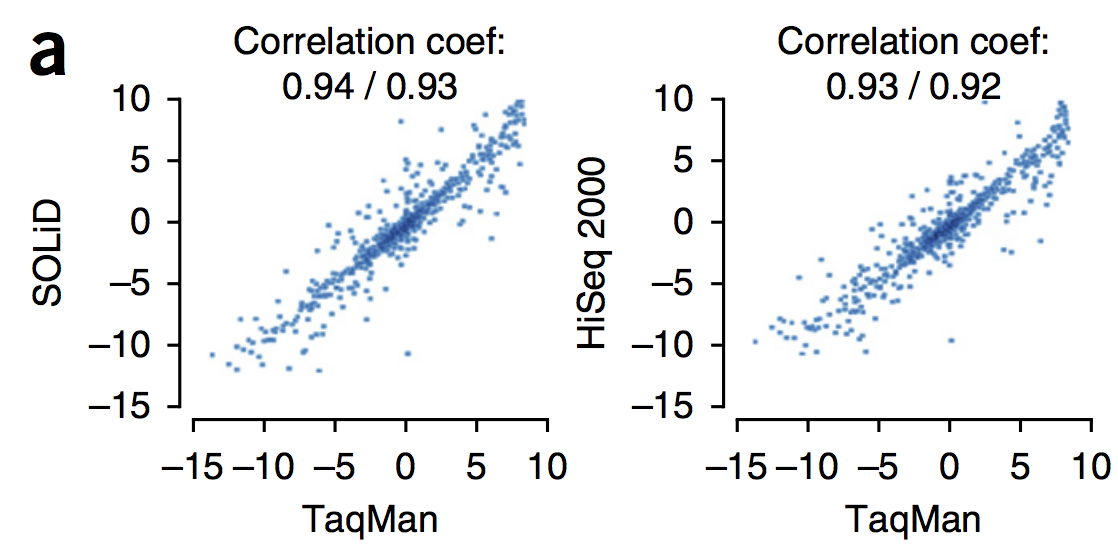 a
Correlation coef:
0.94 / 0.93
SOLiD
10
5
0
–5
–10
–15
–15 –10 –5 0 5 10
TaqMan
Correlation coef:
0.93 / 0.92
HiSeq 2000
10
5
0
–5
–10
–15
–15 –10 –5 0 5 10
TaqMan